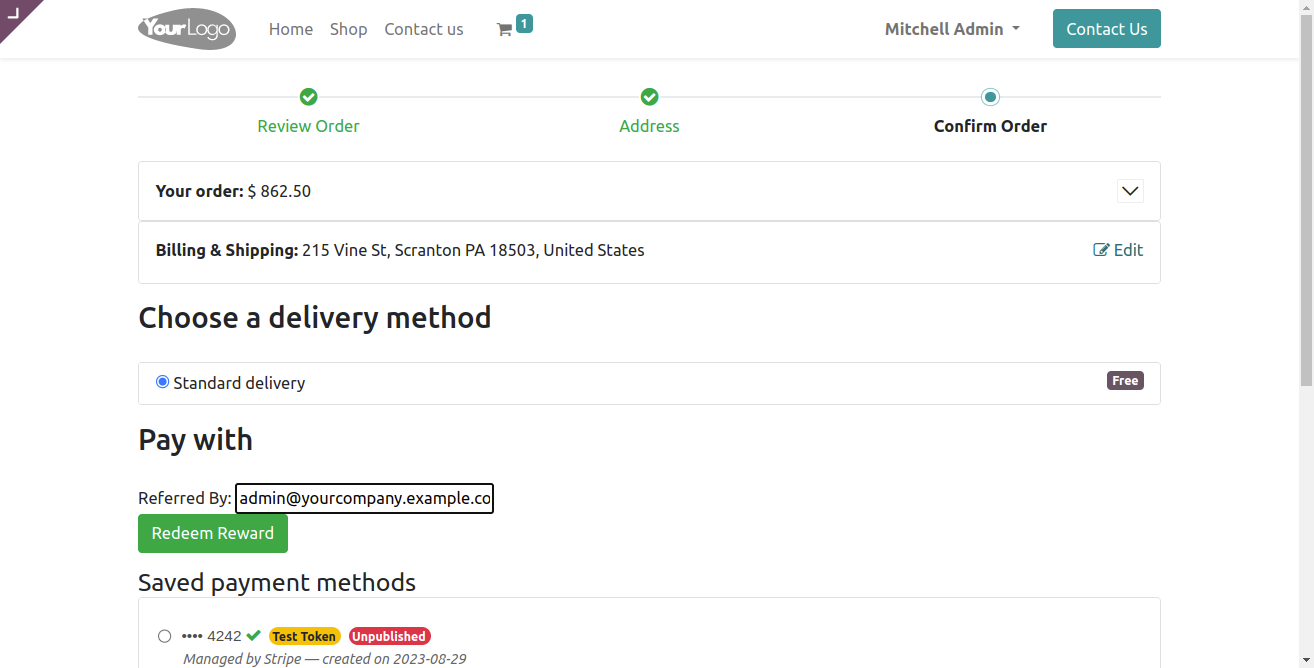 YourLogo Home Shop Contact us 1 Mitchell Admin Contact Us
Review Order Address Confirm Order
Your order: $ 862.50
Billing & Shipping: 215 Vine St, Scranton PA 18503, United States Edit
Choose a delivery method
Standard delivery Free
Pay with
Referred By: admin@yourcompany.example.co
Redeem Reward
Saved payment methods
•••• 4242 Test Token Unpublished
Managed by Stripe — created on 2023-08-29